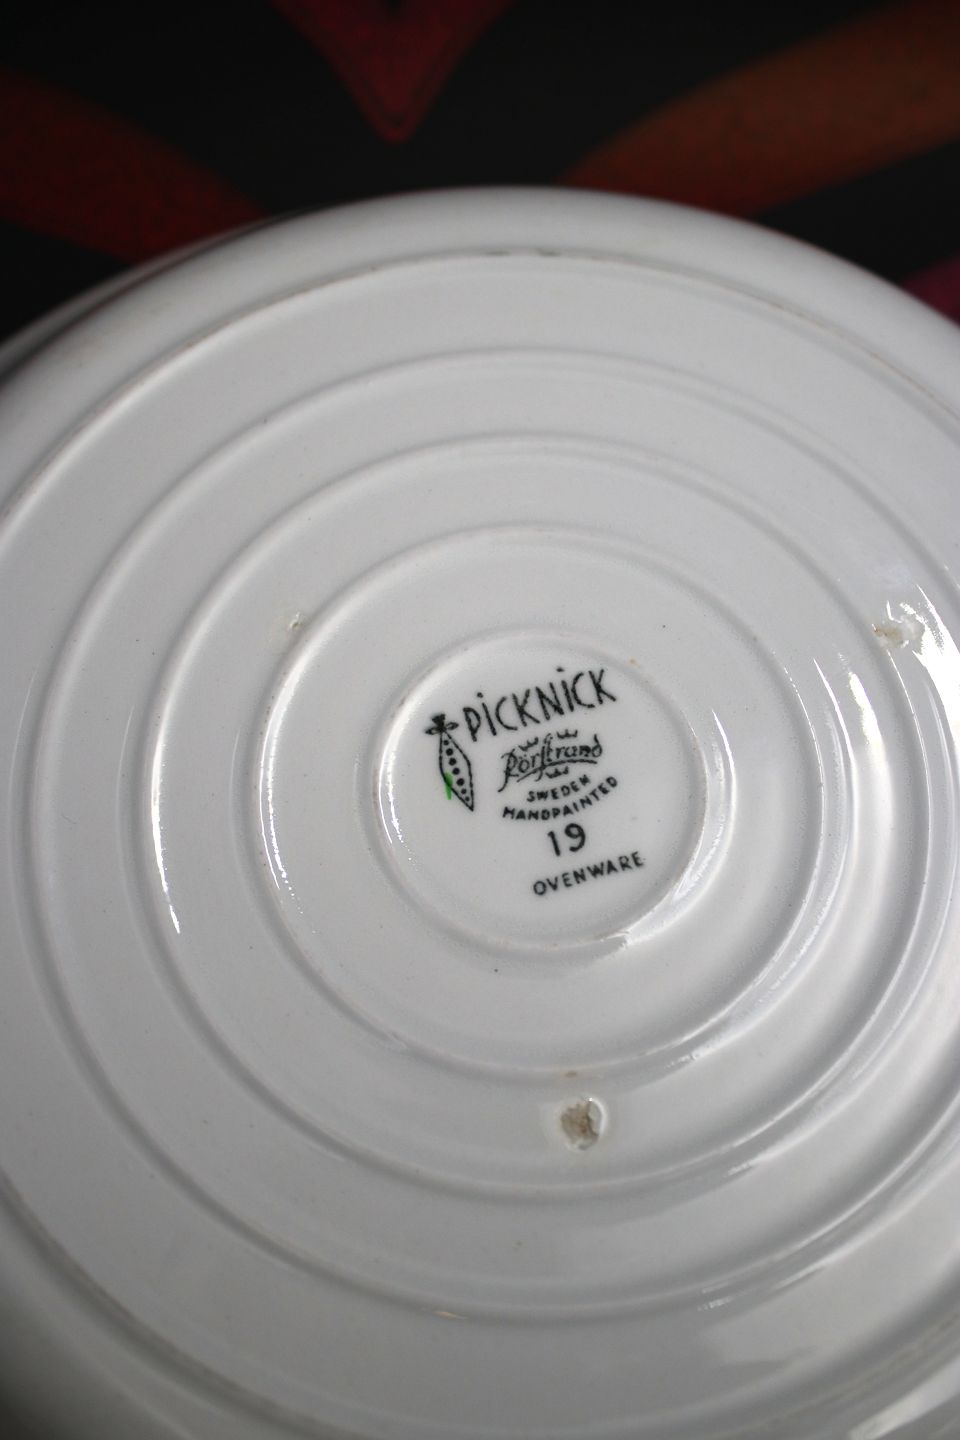 PiCKNiCK
Rörstrand
SWEDEN
HANDPAINTED
19
OVENWARE